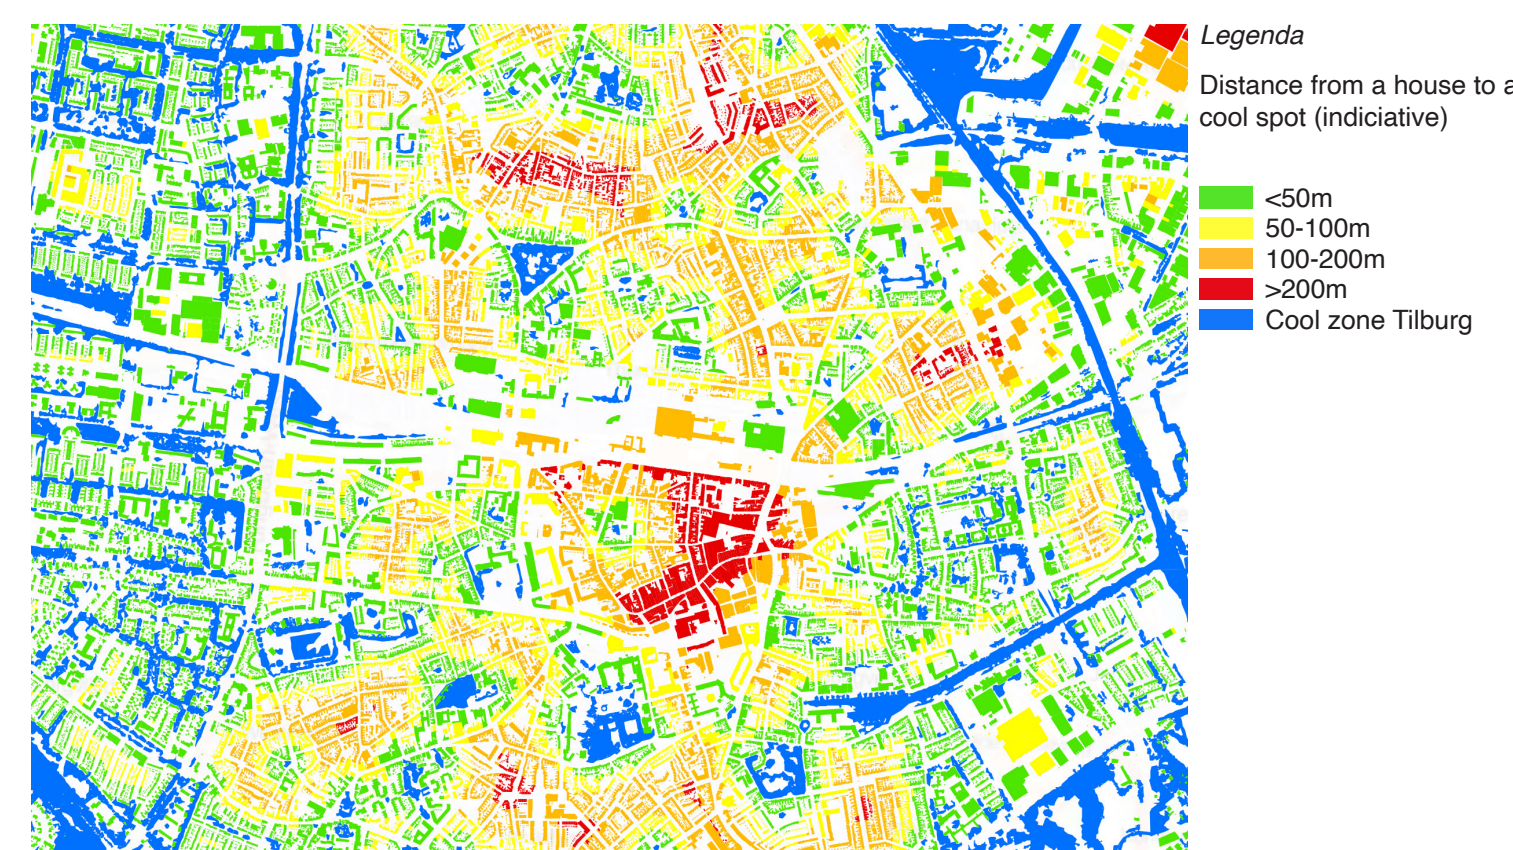 Legenda
Distance from a house to a
cool spot (indiciative)
<50m
50-100m
100-200m
>200m
Cool zone Tilburg